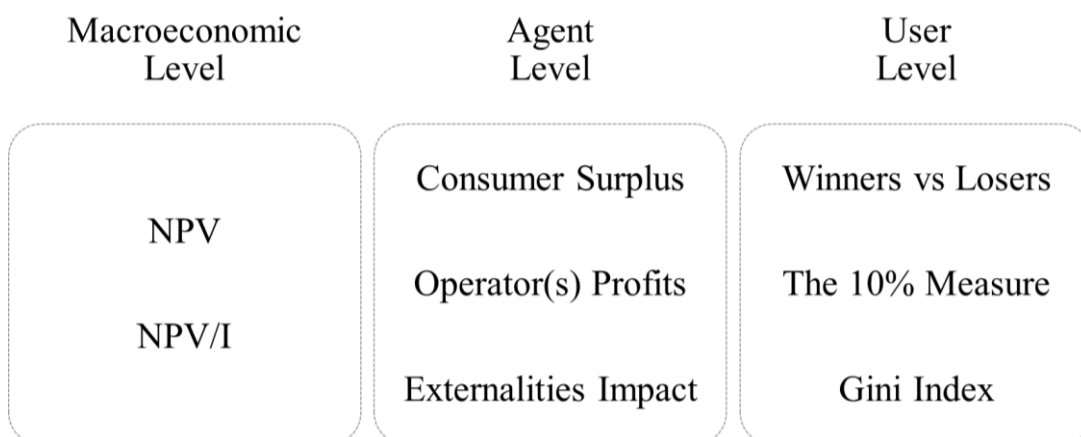 Macroeconomic
Level
NPV
NPV/I
Agent
Level
Consumer Surplus
Operator(s) Profits
Externalities Impact
User
Level
Winners vs Losers
The 10% Measure
Gini Index